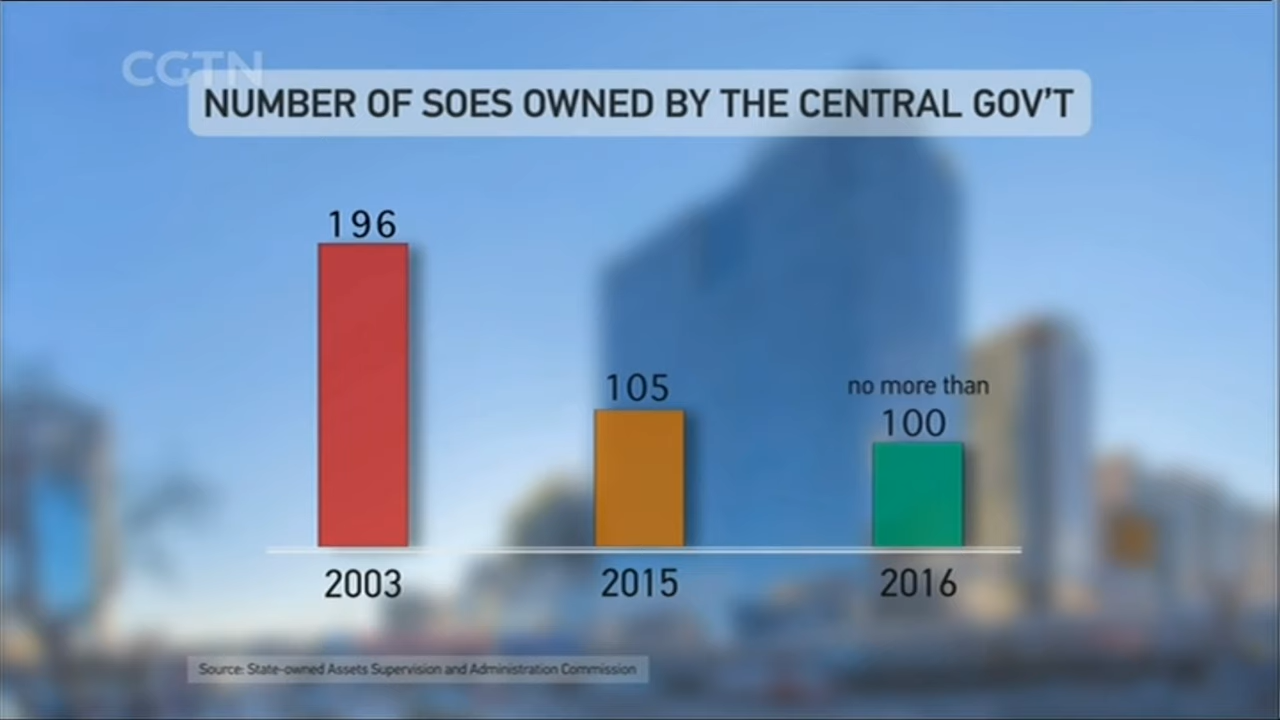 CGTN
NUMBER OF SOES OWNED BY THE CENTRAL GOV'T
196
105
no more than
100
2003
2015
2016
Source: State-owned Assets Supervision and Administration Commission